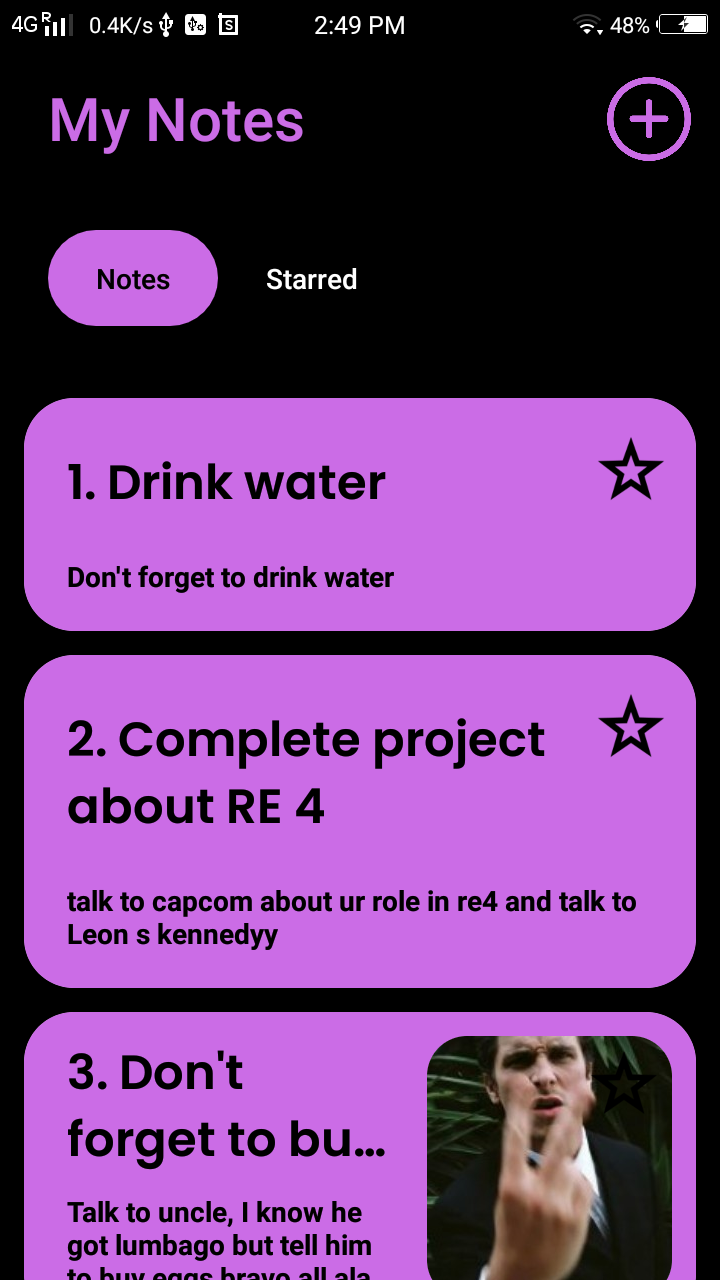 4G R 0.4K/s 2:49 PM 48%
My Notes
Notes Starred
1. Drink water
Don't forget to drink water
2. Complete project
about RE 4
talk to capcom about ur role in re4 and talk to
Leon s kennedyy
3. Don't
forget to bu...
Talk to uncle, I know he
got lumbago but tell him
to buy eggs bravo all ala